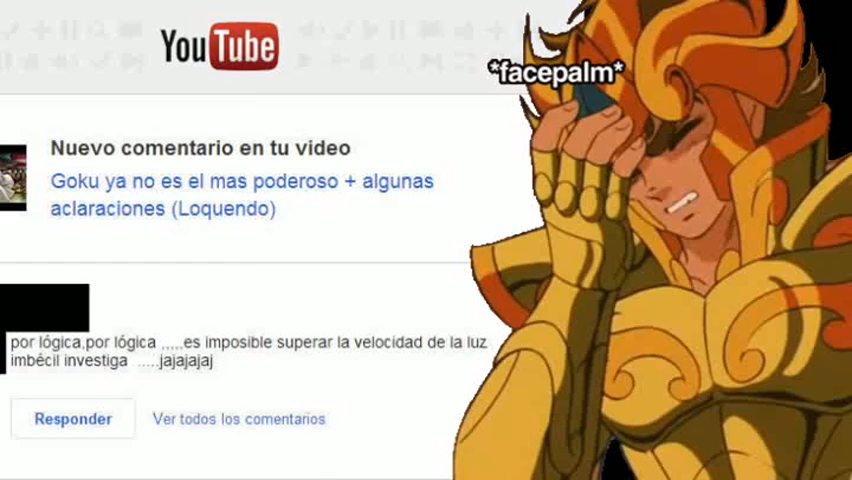 YouTube
*facepalm*
Nuevo comentario en tu video
Goku ya no es el mas poderoso + algunas
aclaraciones (Loquendo)
por lógica,por lógica .....es imposible superar la velocidad de la luz
imbécil investiga .....jajajajaj
Responder
Ver todos los comentarios